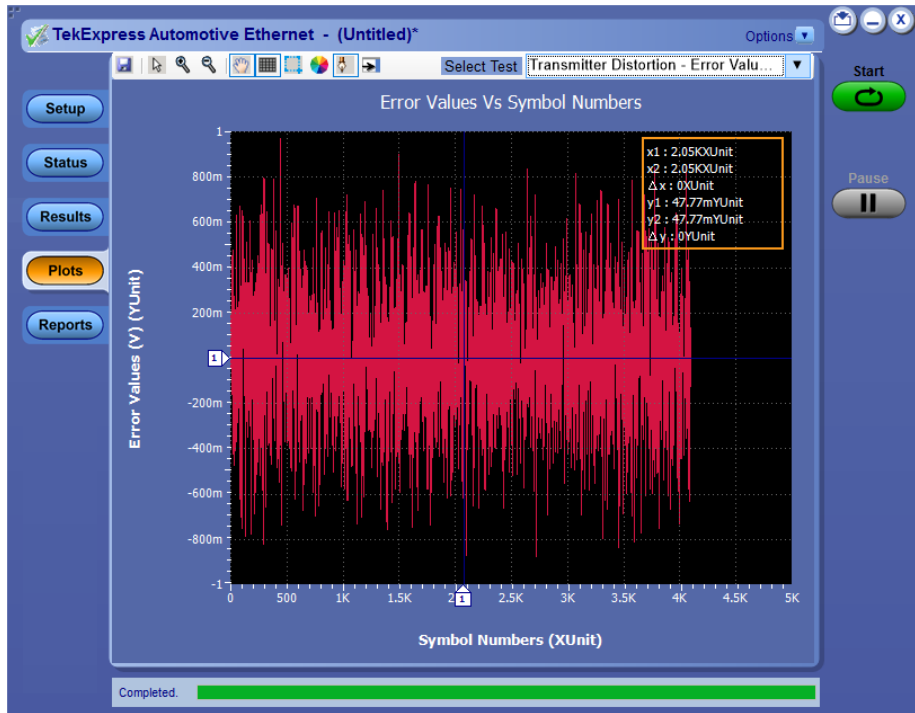 TekExpress Automotive Ethernet - (Untitled)*
Options
X
Select Test
Transmitter Distortion - Error Valu...
Start
Setup
Status
Results
Plots
Reports
Pause
Error Values Vs Symbol Numbers
x1 : 2.05KXUnit
x2 : 2.05KXUnit
Δx : 0XUnit
y1 : 47.77mYUnit
y2 : 47.77mYUnit
Δy : 0YUnit
Error Values (V) (YUnit)
1
800m
600m
400m
200m
1
-200m
-400m
-600m
-800m
-1
0 500 1K 1.5K 2 1 2.5K 3K 3.5K 4K 4.5K 5K
Symbol Numbers (XUnit)
Completed.